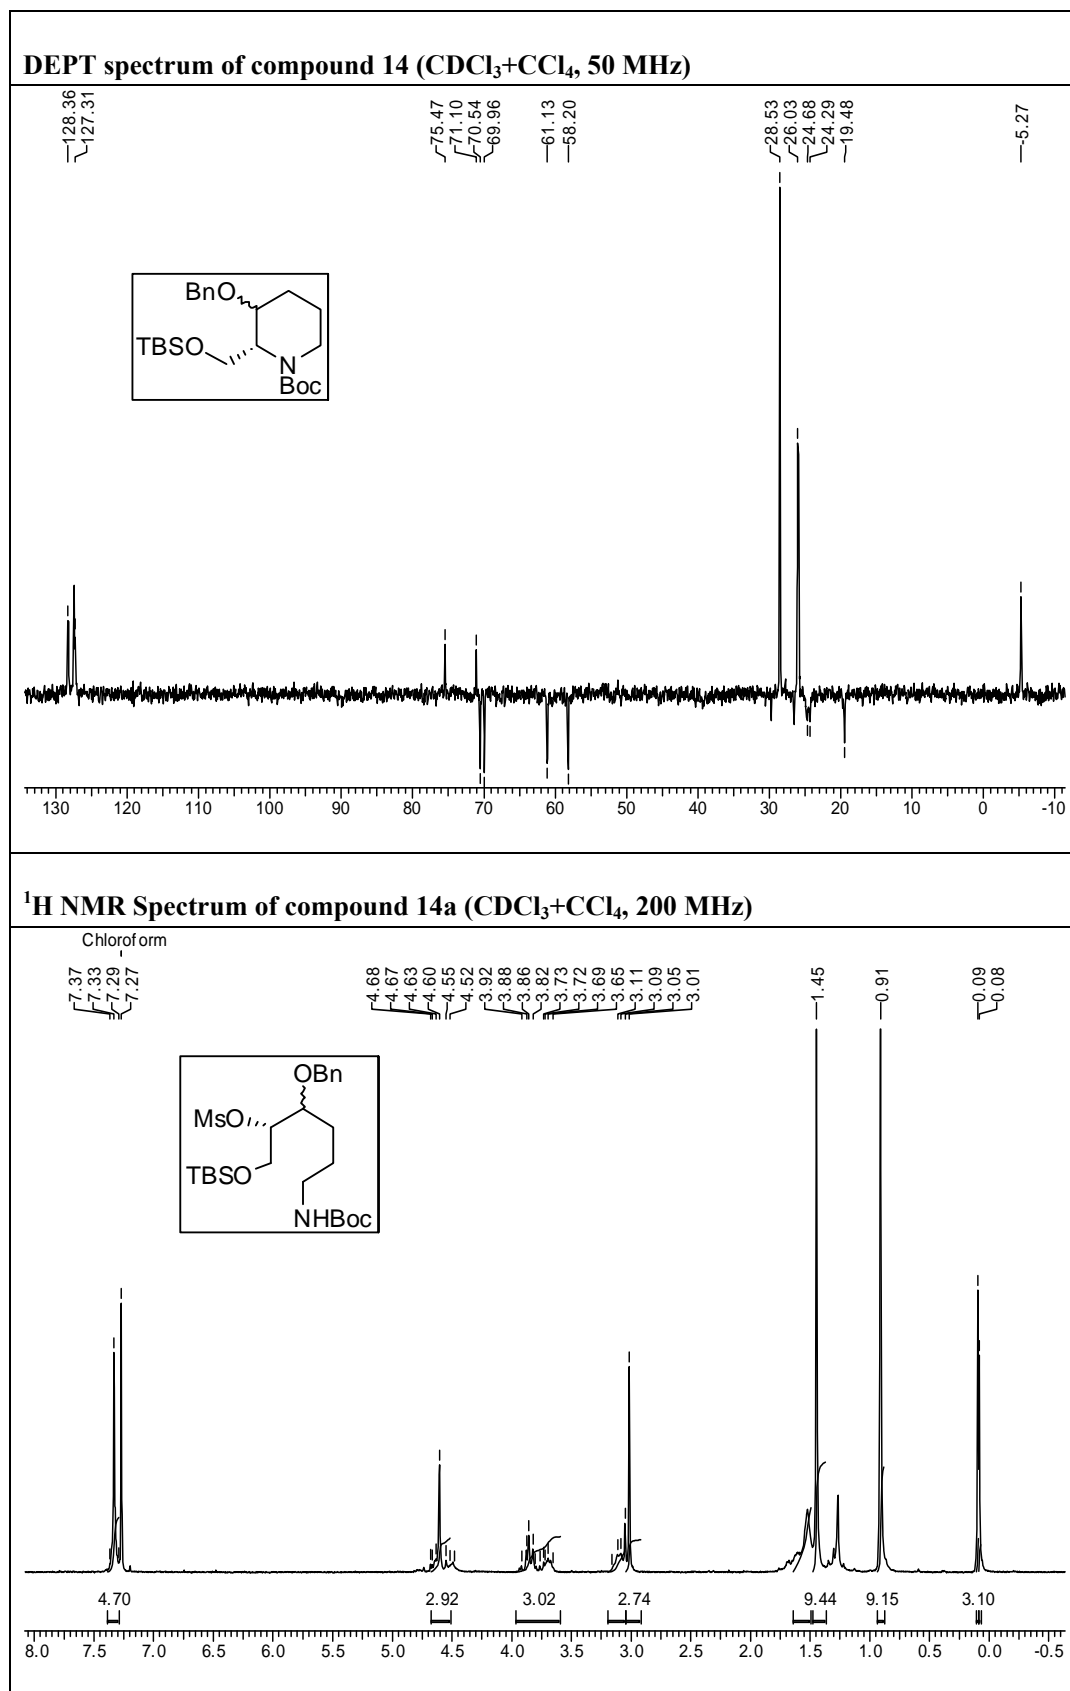 DEPT spectrum of compound 14 (CDCl₃+CCl₄, 50 MHz)
128.36
127.31
75.47
71.10
70.54
69.96
61.13
58.20
28.53
26.03
24.68
24.29
19.48
-5.27
BnO
TBSO
N
Boc
130 120 110 100 90 80 70 60 50 40 30 20 10 0 -10
¹H NMR Spectrum of compound 14a (CDCl₃+CCl₄, 200 MHz)
Chloroform
7.37
7.33
7.29
7.27
4.68
4.67
4.63
4.60
4.55
4.52
3.92
3.88
3.86
3.82
3.73
3.72
3.69
3.65
3.11
3.09
3.05
3.01
1.45
0.91
0.09
0.08
OBn
MsO
TBSO
NHBoc
4.70 2.92 3.02 2.74 9.44 9.15 3.10
8.0 7.5 7.0 6.5 6.0 5.5 5.0 4.5 4.0 3.5 3.0 2.5 2.0 1.5 1.0 0.5 0.0 -0.5